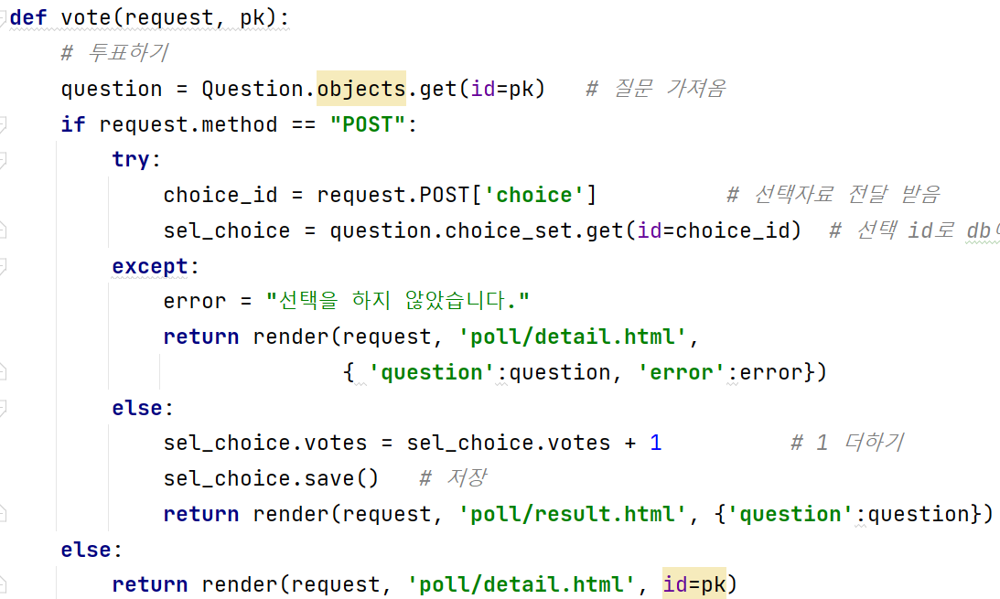 def vote(request, pk):
    # 투표하기
    question = Question.objects.get(id=pk)   # 질문 가져옴
    if request.method == "POST":
        try:
            choice_id = request.POST['choice']          # 선택자료 전달 받음
            sel_choice = question.choice_set.get(id=choice_id)  # 선택 id로 db
        except:
            error = "선택을 하지 않았습니다."
            return render(request, 'poll/detail.html',
                          { 'question':question, 'error':error})
        else:
            sel_choice.votes = sel_choice.votes + 1          # 1 더하기
            sel_choice.save()   # 저장
            return render(request, 'poll/result.html', {'question':question})
    else:
        return render(request, 'poll/detail.html', id=pk)